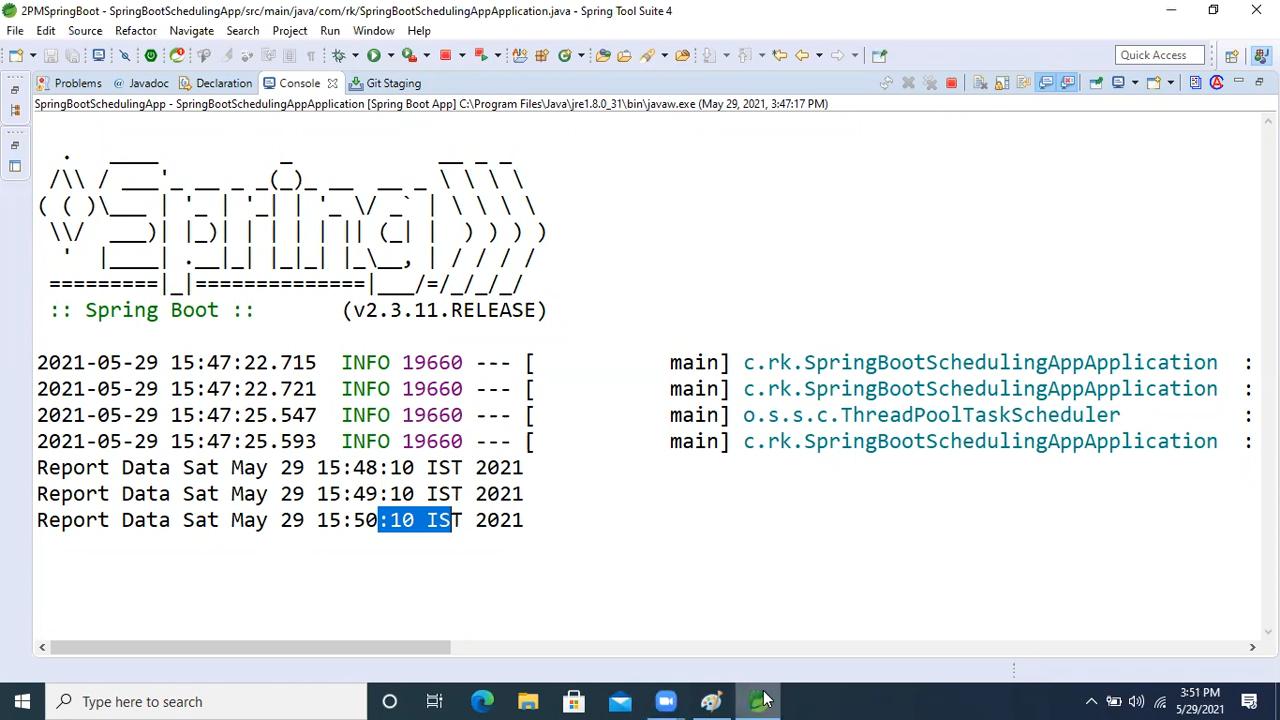 2PMSpringBoot - SpringBootSchedulingApp/src/main/java/com/rk/SpringBootSchedulingAppApplication.java - Spring Tool Suite 4
File Edit Source Refactor Navigate Search Project Run Window Help
Quick Access
Problems Javadoc Declaration Console Git Staging
SpringBootSchedulingApp - SpringBootSchedulingAppApplication [Spring Boot App] C:\Program Files\Java\jre1.8.0_31\bin\javaw.exe (May 29, 2021, 3:47:17 PM)
Spring
:: Spring Boot :: (v2.3.11.RELEASE)
2021-05-29 15:47:22.715 INFO 19660 --- [ main] c.rk.SpringBootSchedulingAppApplication :
2021-05-29 15:47:22.721 INFO 19660 --- [ main] c.rk.SpringBootSchedulingAppApplication :
2021-05-29 15:47:25.547 INFO 19660 --- [ main] o.s.s.c.ThreadPoolTaskScheduler :
2021-05-29 15:47:25.593 INFO 19660 --- [ main] c.rk.SpringBootSchedulingAppApplication :
Report Data Sat May 29 15:48:10 IST 2021
Report Data Sat May 29 15:49:10 IST 2021
Report Data Sat May 29 15:50:10 IST 2021
Type here to search
3:51 PM
5/29/2021